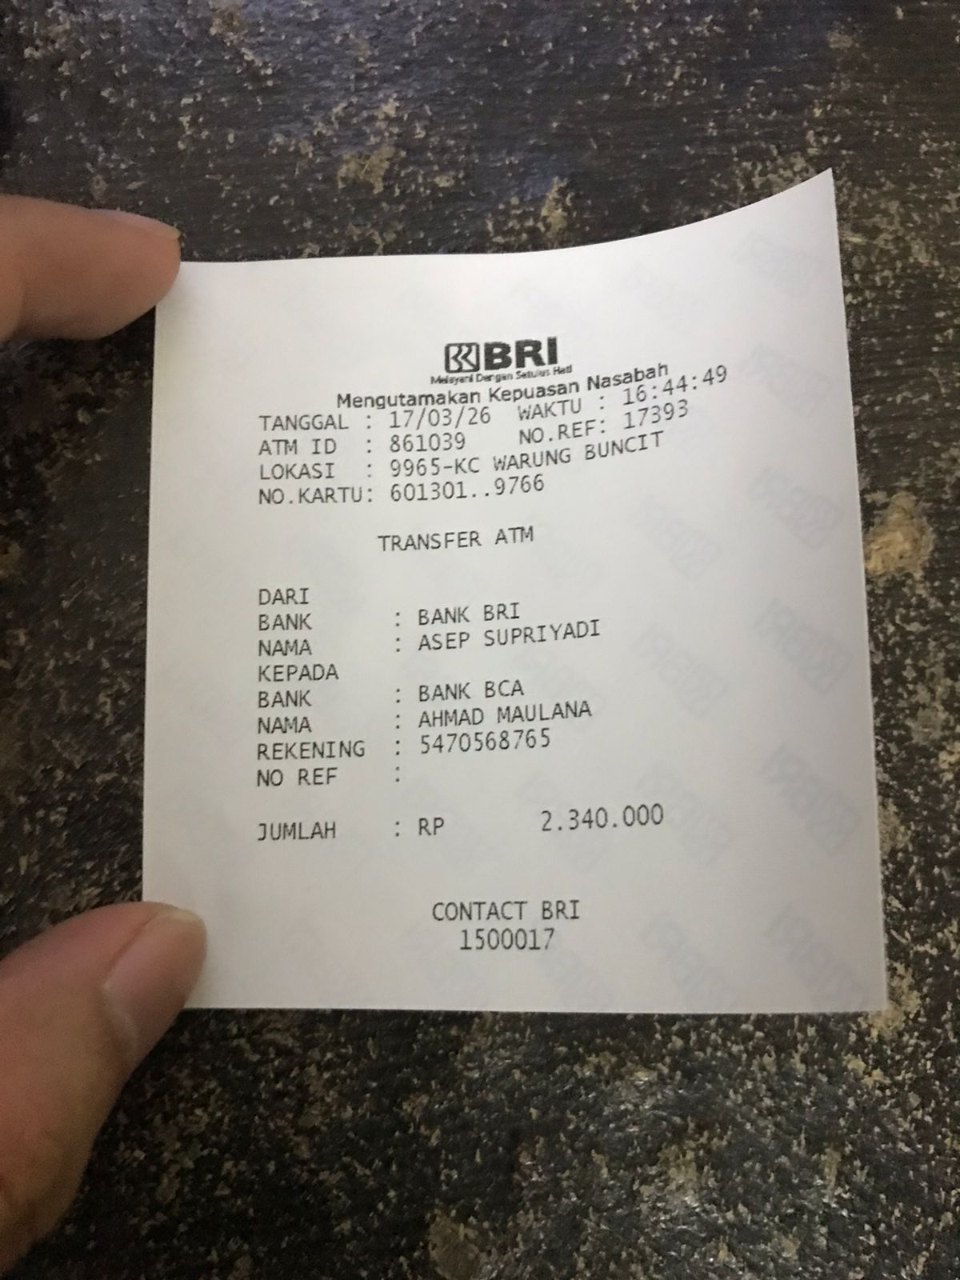 BRI
Melayani Dengan Setulus Hati
Mengutamakan Kepuasan Nasabah
TANGGAL : 17/03/26 WAKTU : 16:44:49
ATM ID : 861039 NO.REF: 17393
LOKASI : 9965-KC WARUNG BUNCIT
NO.KARTU: 601301..9766
TRANSFER ATM
DARI
BANK : BANK BRI
NAMA : ASEP SUPRIYADI
KEPADA
BANK : BANK BCA
NAMA : AHMAD MAULANA
REKENING : 5470568765
NO REF :
JUMLAH : RP 2.340.000
CONTACT BRI
1500017